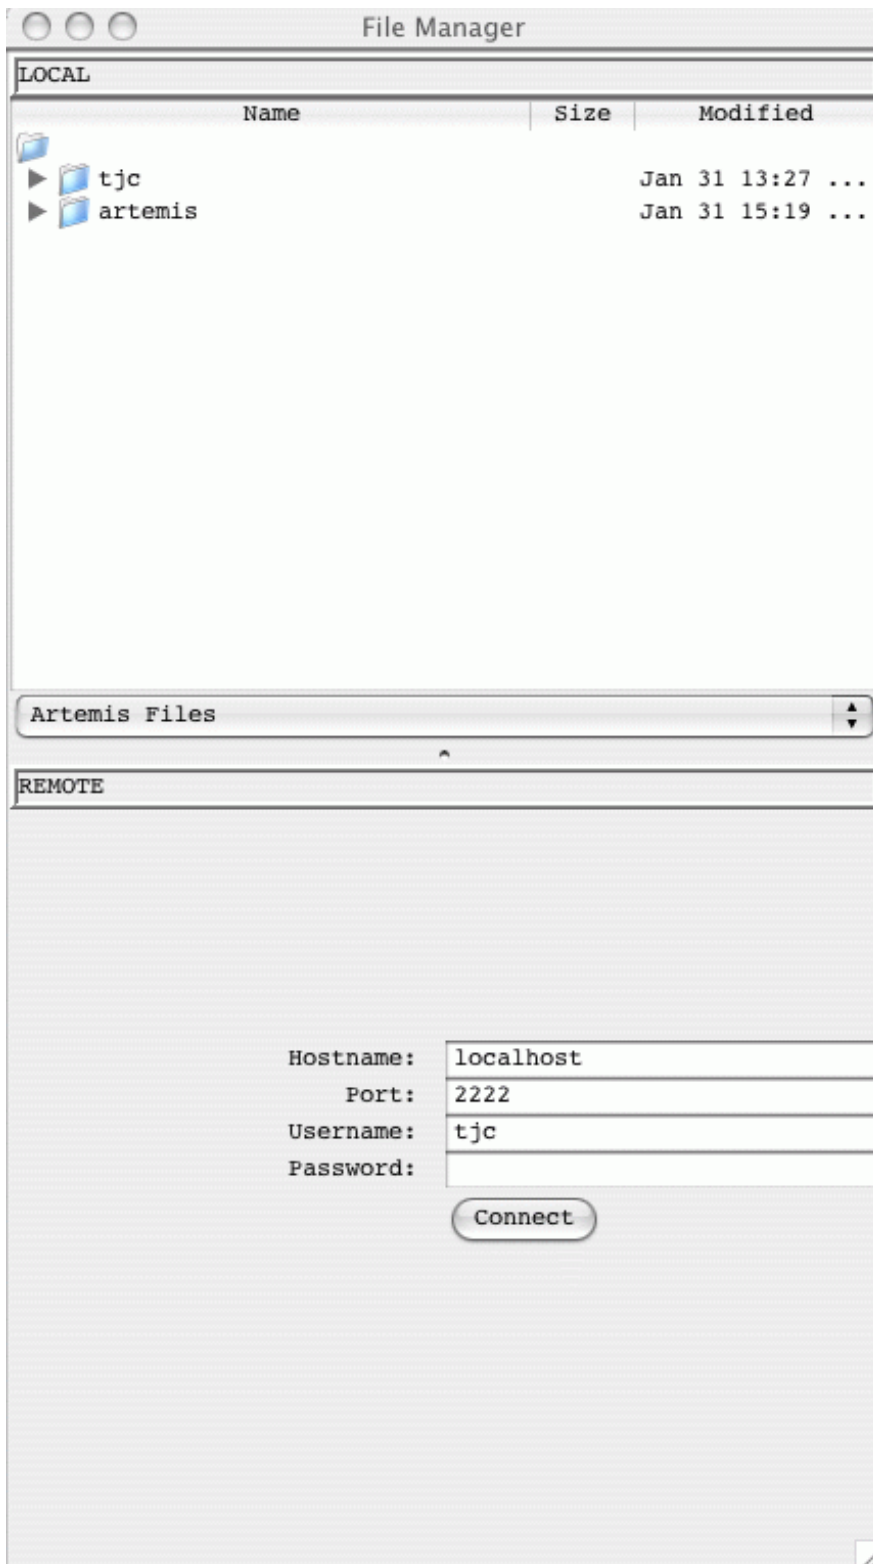 File Manager
LOCAL
Name Size Modified
tjc Jan 31 13:27 ...
artemis Jan 31 15:19 ...
Artemis Files
REMOTE
Hostname: localhost
Port: 2222
Username: tjc
Password:
Connect